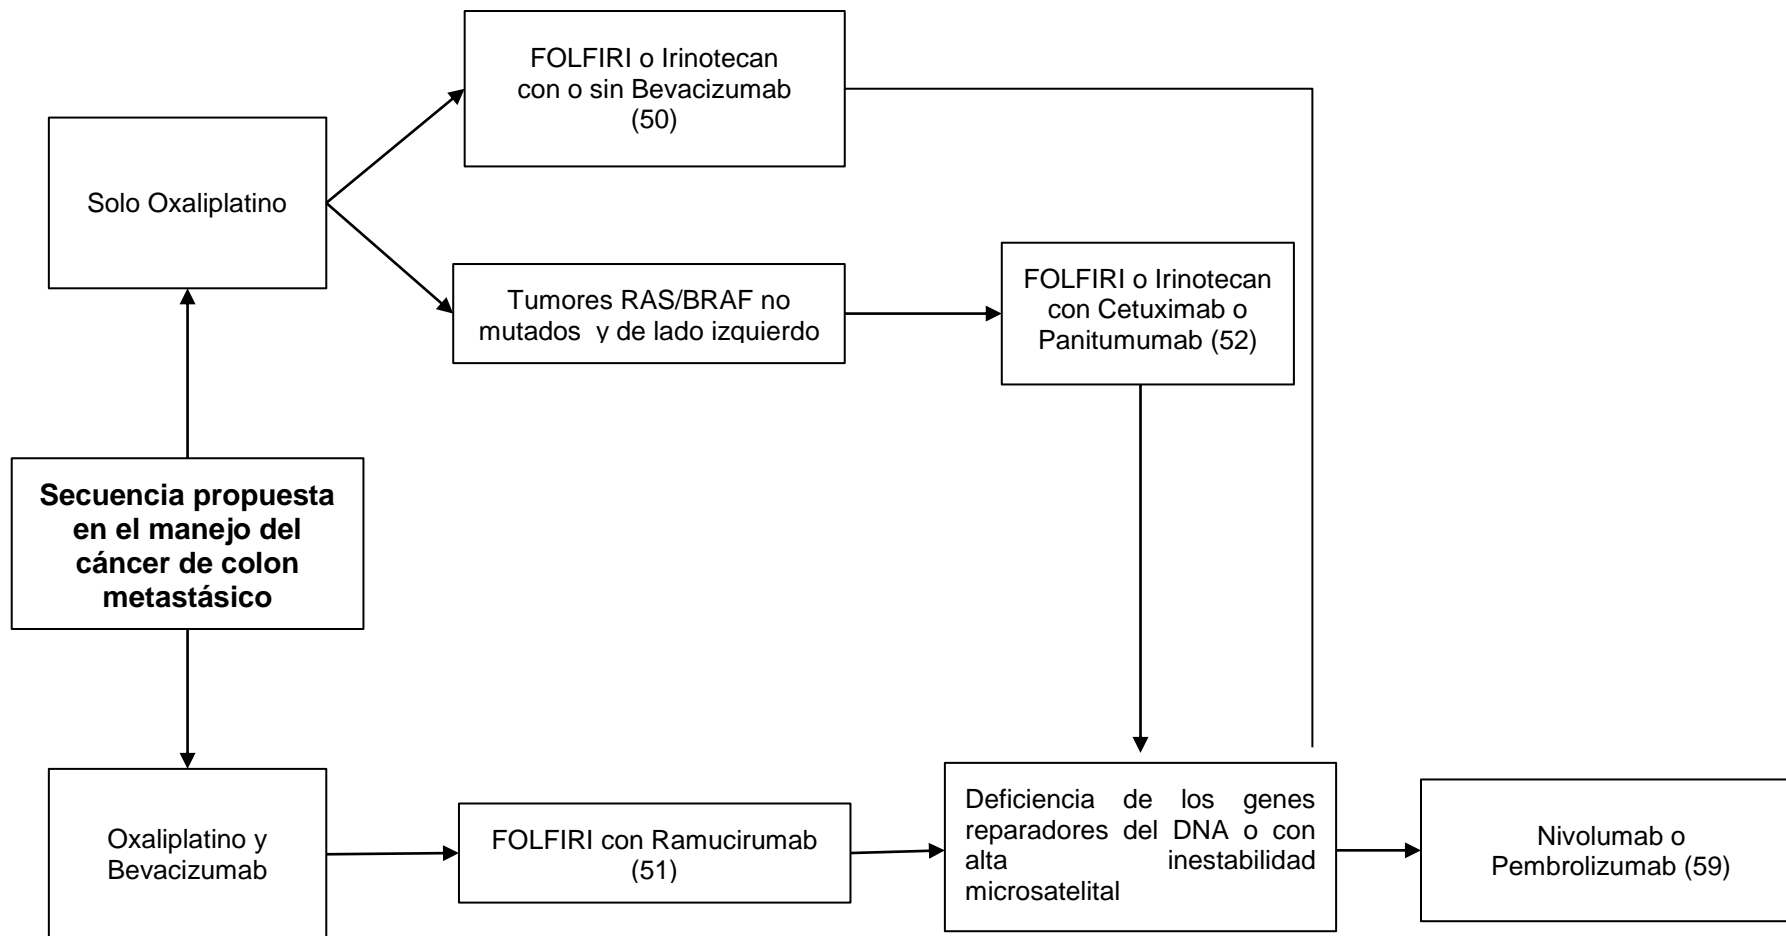 FOLFIRI o Irinotecan
con o sin Bevacizumab
(50)
Solo Oxaliplatino
Tumores RAS/BRAF no
mutados y de lado izquierdo
FOLFIRI o Irinotecan
con Cetuximab o
Panitumumab (52)
Secuencia propuesta
en el manejo del
cáncer de colon
metastásico
Oxaliplatino y
Bevacizumab
FOLFIRI con Ramucirumab
(51)
Deficiencia de los genes
reparadores del DNA o con
alta inestabilidad
microsatelital
Nivolumab o
Pembrolizumab (59)